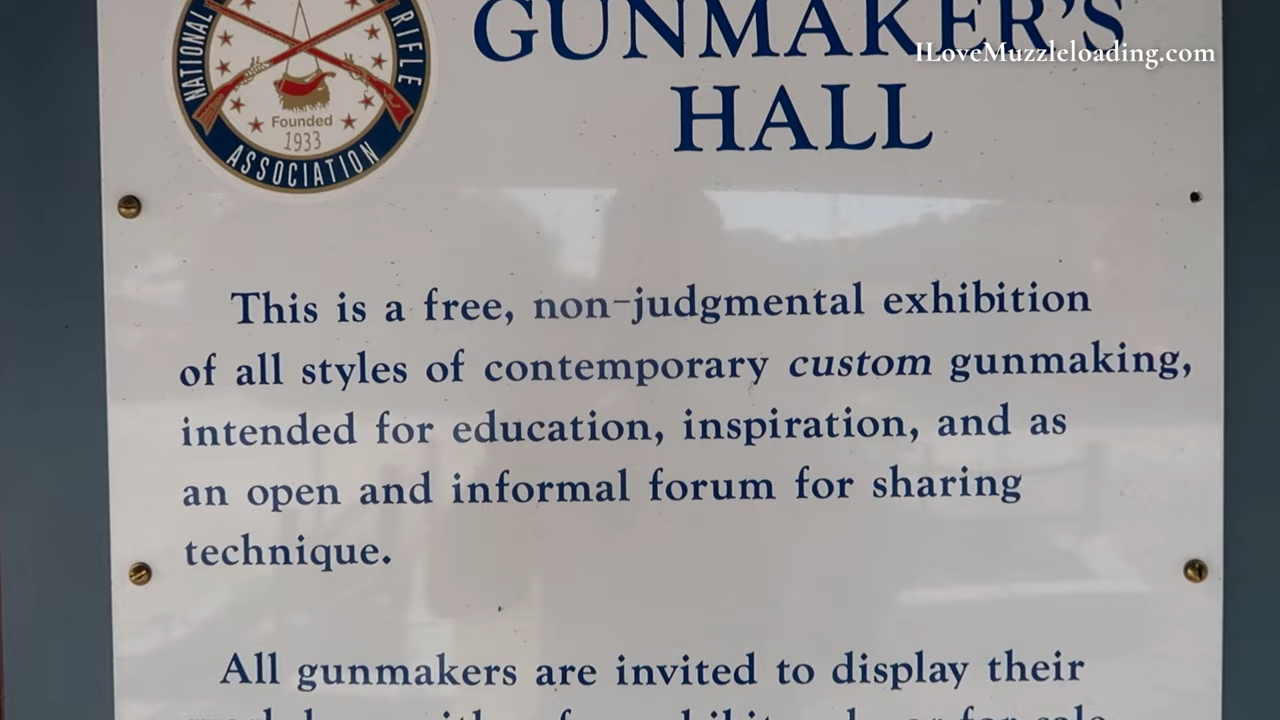 GUNMAKER'S
ILoveMuzzleloading.com
HALL
NATIONAL
RIFLE
ASSOCIATION
Founded
1933
This is a free, non-judgmental exhibition
of all styles of contemporary custom gunmaking,
intended for education, inspiration, and as
an open and informal forum for sharing
technique.
All gunmakers are invited to display their